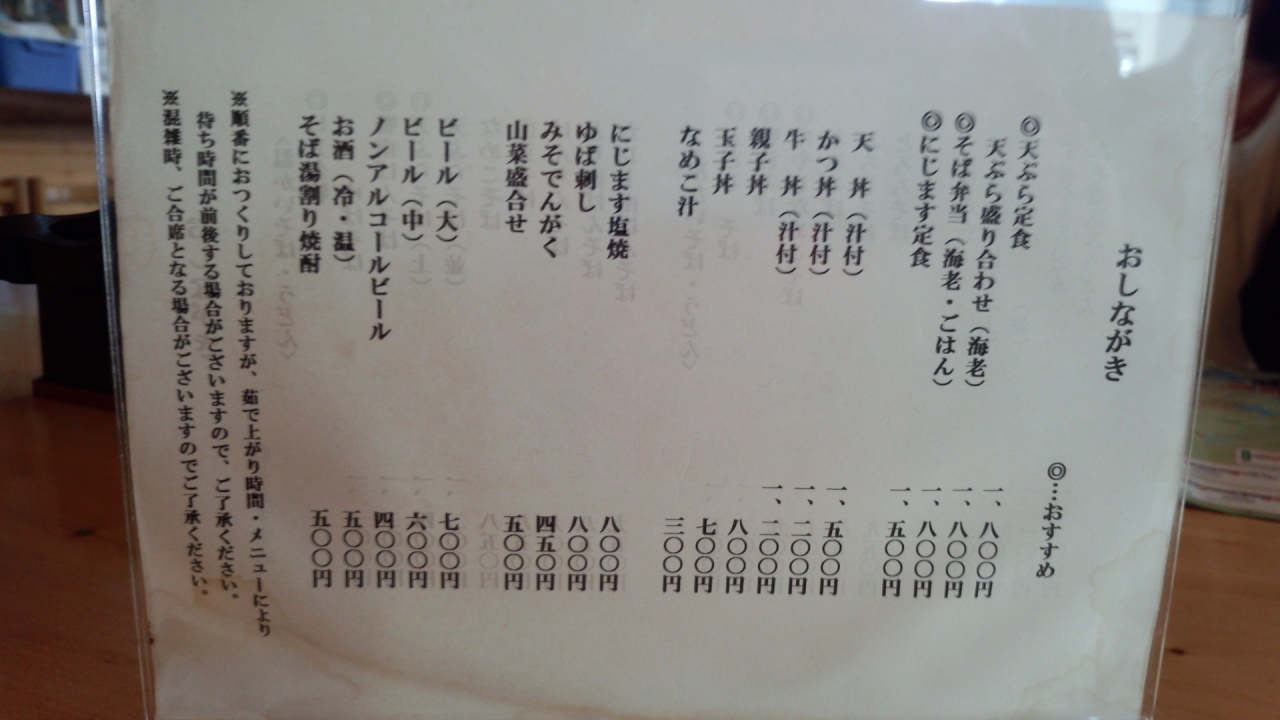 おしながき
◎…おすすめ
◎天ぷら定食 一、八〇〇円
天ぷら盛り合わせ（海老） 一、八〇〇円
◎そば弁当（海老・ごはん） 一、八〇〇円
◎にじます定食 一、五〇〇円
天　丼（汁付） 一、五〇〇円
かつ丼（汁付） 一、二〇〇円
牛　丼（汁付） 一、二〇〇円
親子丼 八〇〇円
玉子丼 七〇〇円
なめこ汁 三〇〇円
にじます塩焼 八〇〇円
ゆば刺し 八〇〇円
みそでんがく 四五〇円
山菜盛合せ 五〇〇円
ビール（大） 七〇〇円
ビール（中） 六〇〇円
ノンアルコールビール 四〇〇円
お酒（冷・温） 五〇〇円
そば湯割り焼酎 五〇〇円
※順番におつくりしておりますが、茹で上がり時間・メニューにより
待ち時間が前後する場合がございますので、ご了承ください。
※混雑時、ご合席となる場合がございますのでご了承ください。